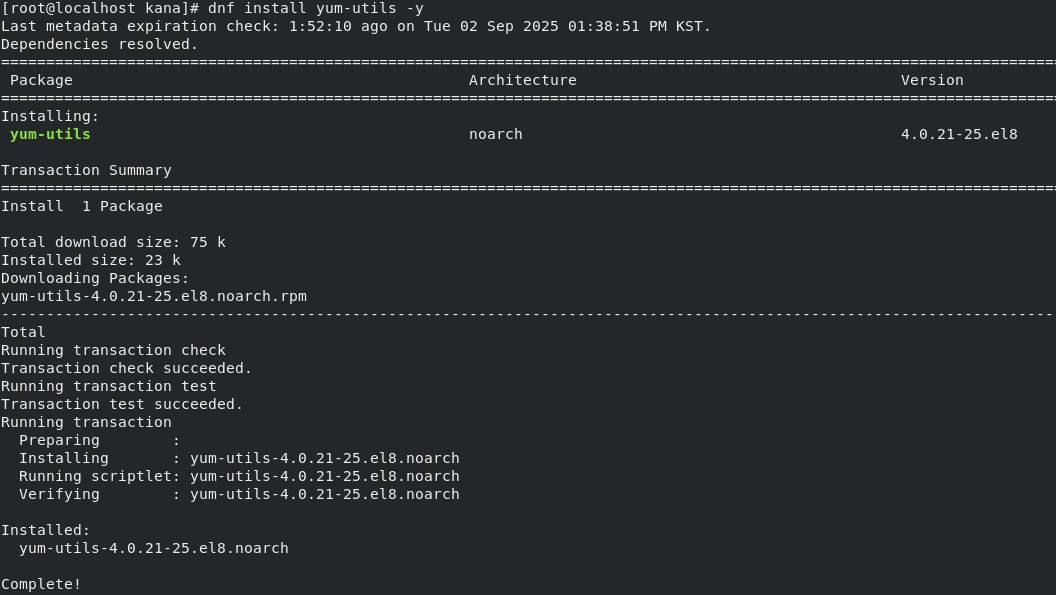 [root@localhost kana]# dnf install yum-utils -y
Last metadata expiration check: 1:52:10 ago on Tue 02 Sep 2025 01:38:51 PM KST.
Dependencies resolved.
================================================================================
 Package                    Architecture                    Version
================================================================================
Installing:
 yum-utils                  noarch                          4.0.21-25.el8

Transaction Summary
================================================================================
Install  1 Package

Total download size: 75 k
Installed size: 23 k
Downloading Packages:
yum-utils-4.0.21-25.el8.noarch.rpm
--------------------------------------------------------------------------------
Total
Running transaction check
Transaction check succeeded.
Running transaction test
Transaction test succeeded.
Running transaction
  Preparing        :
  Installing       : yum-utils-4.0.21-25.el8.noarch
  Running scriptlet: yum-utils-4.0.21-25.el8.noarch
  Verifying        : yum-utils-4.0.21-25.el8.noarch

Installed:
  yum-utils-4.0.21-25.el8.noarch

Complete!